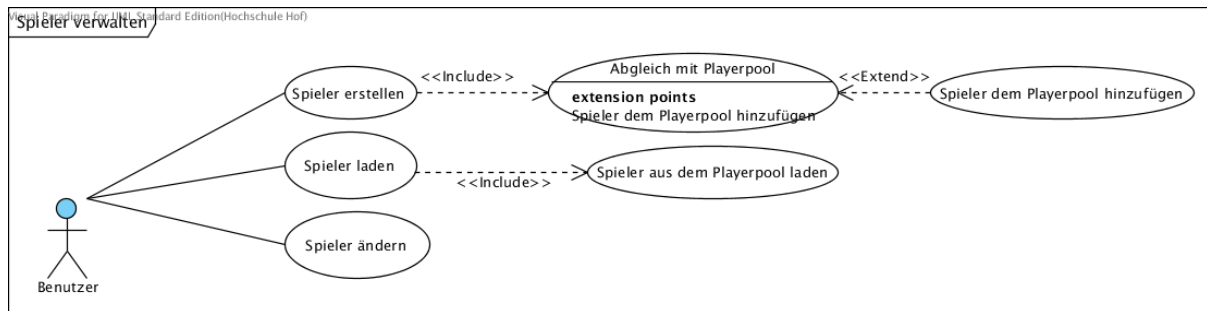 Visual Paradigm for UML Standard Edition(Hochschule Hof)
Spieler verwalten
<<Include>>
Abgleich mit Playerpool
<<Extend>>
Spieler erstellen
extension points
Spieler dem Playerpool hinzufügen
Spieler dem Playerpool hinzufügen
Spieler laden
<<Include>>
Spieler aus dem Playerpool laden
Spieler ändern
Benutzer